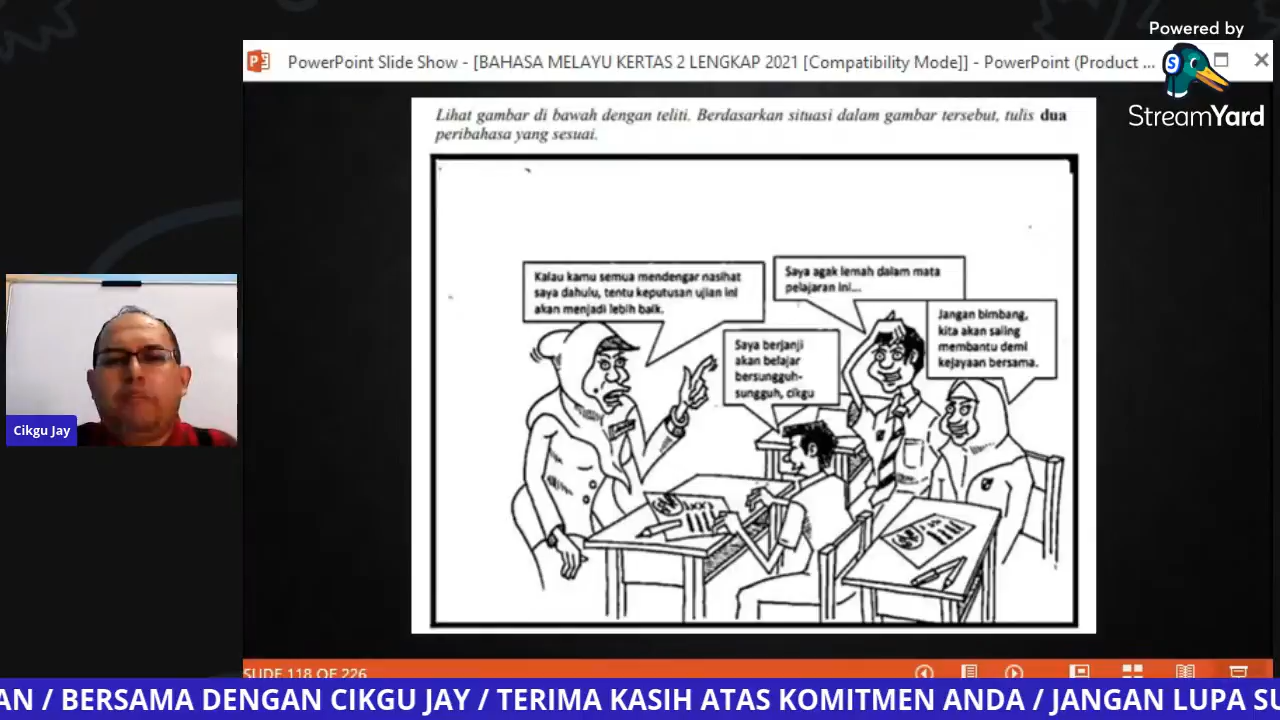 Powered by
StreamYard
PowerPoint Slide Show - [BAHASA MELAYU KERTAS 2 LENGKAP 2021 [Compatibility Mode]] - PowerPoint (Product ...
Lihat gambar di bawah dengan teliti. Berdasarkan situasi dalam gambar tersebut, tulis dua
peribahasa yang sesuai.
Kalau kamu semua mendengar nasihat
saya dahulu, tentu keputusan ujian ini
akan menjadi lebih baik.
Saya agak lemah dalam mata
pelajaran ini...
Jangan bimbang,
kita akan saling
membantu demi
kejayaan bersama.
Saya berjanji
akan belajar
bersungguh-
sungguh, cikgu
Cikgu Jay
SLIDE 118 OF 226
AN / BERSAMA DENGAN CIKGU JAY / TERIMA KASIH ATAS KOMITMEN ANDA / JANGAN LUPA SU